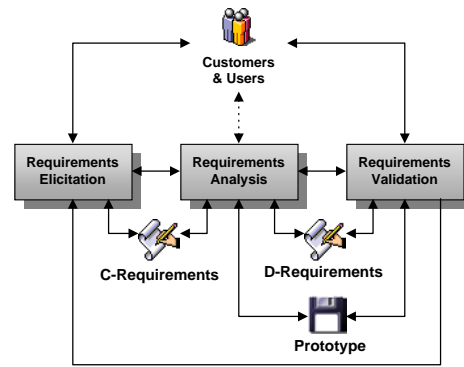 Customers
& Users
Requirements
Elicitation
Requirements
Analysis
Requirements
Validation
C-Requirements
D-Requirements
Prototype